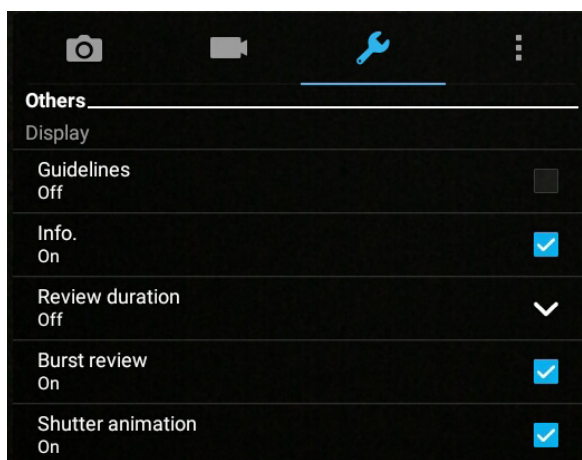 Others
Display
Guidelines
Off
Info.
On
Review duration
Off
Burst review
On
Shutter animation
On